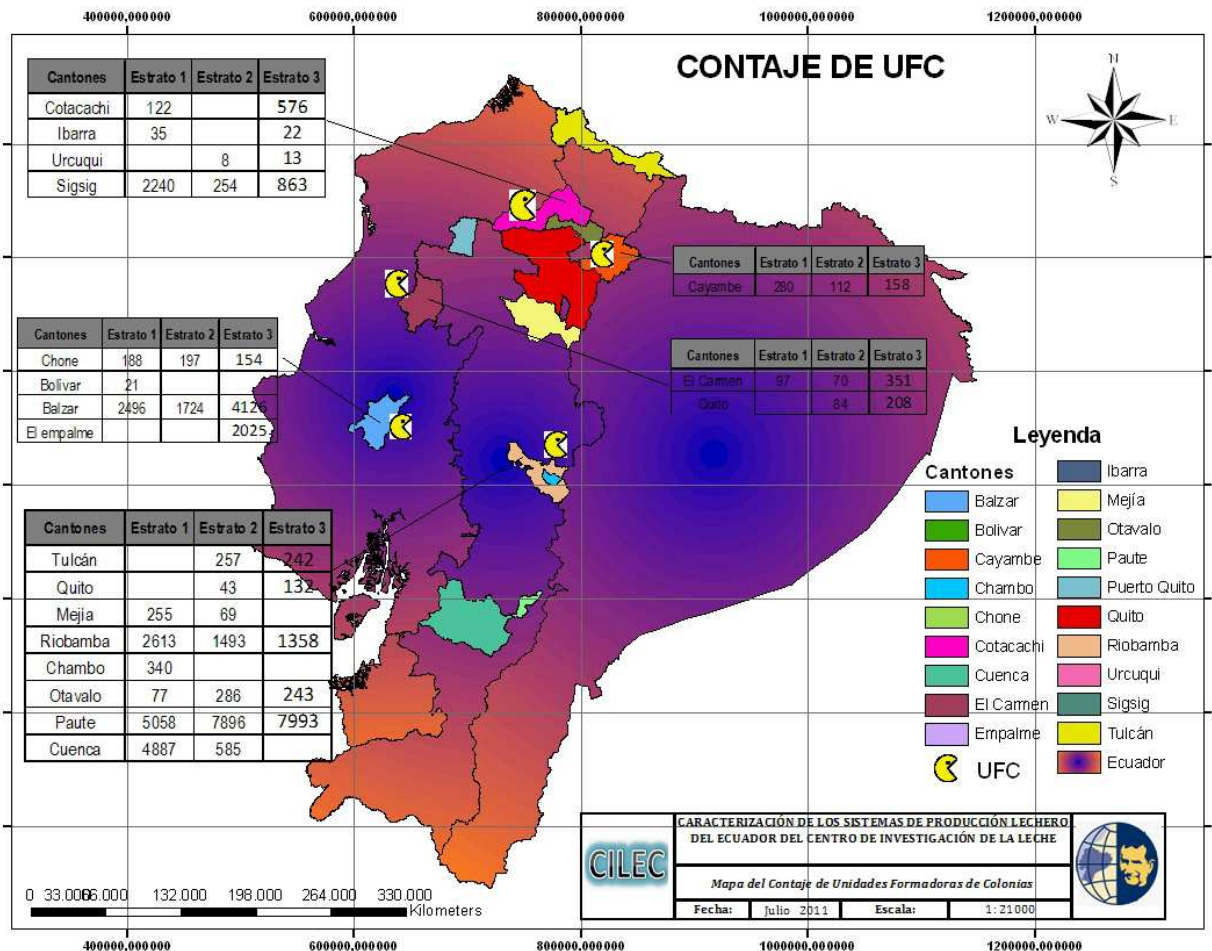 400000,000000 600000,000000 800000,000000 1000000,000000 1200000,000000
CONTAJE DE UFC
N
W E
S
Cantones Estrato 1 Estrato 2 Estrato 3
Cotacachi 122 576
Ibarra 35 22
Urcuqui 8 13
Sigsig 2240 254 863
Cantones Estrato 1 Estrato 2 Estrato 3
Cayambe 280 112 158
Cantones Estrato 1 Estrato 2 Estrato 3
Chone 188 197 154
Bolivar 21
Balzar 2496 1724 4126
El empalme 2025
Cantones Estrato 1 Estrato 2 Estrato 3
El Carmen 97 70 351
Quito 84 208
Cantones Estrato 1 Estrato 2 Estrato 3
Tulcán 257 242
Quito 43 132
Mejía 255 69
Riobamba 2613 1493 1358
Chambo 340
Otavalo 77 286 243
Paute 5058 7896 7993
Cuenca 4887 585
Leyenda
Cantones
Balzar
Bolivar
Cayambe
Chambo
Chone
Cotacachi
Cuenca
El Carmen
Empalme
UFC
Ibarra
Mejía
Otavalo
Paute
Puerto Quito
Quito
Riobamba
Urcuqui
Sigsig
Tulcán
Ecuador
CILEC
CARACTERIZACIÓN DE LOS SISTEMAS DE PRODUCCIÓN LECHERO
DEL ECUADOR DEL CENTRO DE INVESTIGACIÓN DE LA LECHE
Mapa del Contaje de Unidades Formadoras de Colonias
Fecha: Julio 2011 Escala: 1:21000
0 33.000 66.000 132.000 198.000 264.000 330.000
Kilometers
400000,000000 600000,000000 800000,000000 1000000,000000 1200000,000000